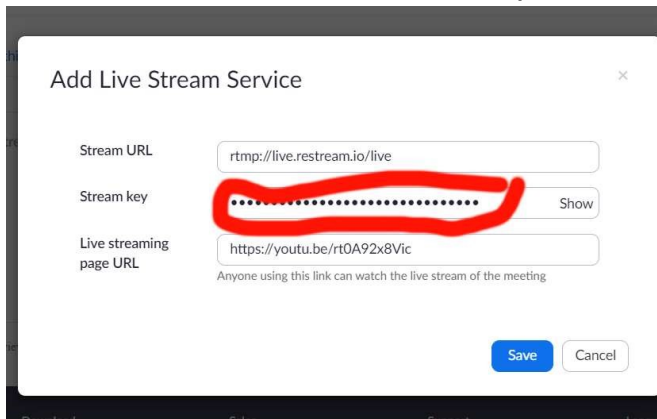 Add Live Stream Service ×
Stream URL rtmp://live.restream.io/live
Stream key •••••••••••••••••••••••••••••••• Show
Live streaming page URL https://youtu.be/rt0A92x8Vic
Anyone using this link can watch the live stream of the meeting
Save Cancel